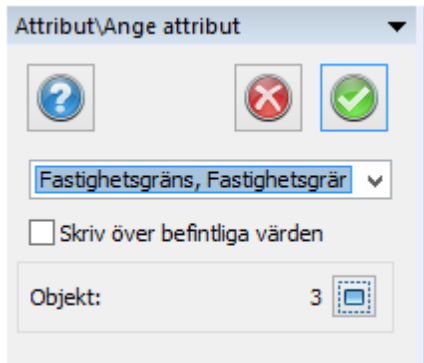 Attribut\Ange attribut
Fastighetsgräns, Fastighetsgrär
Skriv över befintliga värden
Objekt: 3